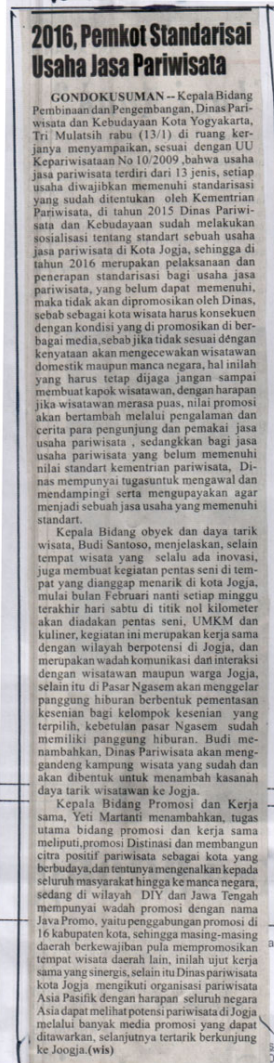 2016, Pemkot Standarisai
Usaha Jasa Pariwisata
GONDOKUSUMAN -- Kepala Bidang
Pembinaan dan Pengembangan, Dinas Pari-
wisata dan Kebudayaan Kota Yogyakarta,
Tri Mulatsih rabu (13/1) di ruang ker-
janya menyampaikan, sesuai dengan UU
Kepariwisataan No 10/2009 ,bahwa usaha
jasa pariwisata terdiri dari 13 jenis, setiap
usaha diwajibkan memenuhi standarisasi
yang sudah ditentukan oleh Kementrian
Pariwisata, di tahun 2015 Dinas Pariwi-
sata dan Kebudayaan sudah melakukan
sosialisasi tentang standart sebuah usaha
jasa pariwisata di Kota Jogja, sehingga di
tahun 2016 merupakan pelaksanaan dan
penerapan standarisasi bagi usaha jasa
pariwisata, yang belum dapat memenuhi,
maka tidak akan dipromosikan oleh Dinas,
sebab sebagai kota wisata harus konsekuen
dengan kondisi yang di promosikan di ber-
bagai media,sebab jika tidak sesuai dengan
kenyataan akan mengecewakan wisatawan
domestik maupun manca negara, hal inilah
yang harus tetap dijaga jangan sampai
membuat kapok wisatawan, dengan harapan
jika wisatawan merasa puas, nilai promosi
akan bertambah melalui pengalaman dan
cerita para pengunjung dan pemakai jasa
usaha pariwisata , sedangkkan bagi jasa
usaha pariwisata yang belum memenuhi
nilai standart kementrian pariwisata, Di-
nas mempunyai tugasuntuk mengawal dan
mendampingi serta mengupayakan agar
menjadi sebuah jasa usaha yang memenuhi
standart.
Kepala Bidang obyek dan daya tarik
wisata, Budi Santoso, menjelaskan, selain
tempat wisata yang selalu ada inovasi,
juga membuat kegiatan pentas seni di tem-
pat yang dianggap menarik di kota Jogja,
mulai bulan Februari nanti setiap minggu
terakhir hari sabtu di titik nol kilometer
akan diadakan pentas seni, UMKM dan
kuliner, kegiatan ini merupakan kerja sama
dengan wilayah berpotensi di Jogja, dan
merupakan wadah komunikasi dan interaksi
dengan wisatawan maupun warga Jogja,
selain itu di Pasar Ngasem akan menggelar
panggung hiburan berbentuk pementasan
kesenian bagi kelompok kesenian yang
terpilih, kebetulan pasar Ngasem sudah
memiliki panggung hiburan. Budi me-
nambahkan, Dinas Pariwisata akan meng-
gandeng kampung wisata yang sudah dan
akan dibentuk untuk menambah kasanah
daya tarik wisatawan ke Jogja.
Kepala Bidang Promosi dan Kerja
sama, Yeti Martanti menambahkan, tugas
utama bidang promosi dan kerja sama
meliputi,promosi Distinasi dan membangun
citra positif pariwisata sebagai kota yang
berbudaya,dan tentunya mengenalkan kepada
seluruh masyarakat hingga ke manca negara,
sedang di wilayah DIY dan Jawa Tengah
mempunyai wadah promosi dengan nama
Java Promo, yaitu penggabungan promosi di
16 kabupaten kota, sehingga masing-masing
daerah berkewajiban pula mempromosikan
tempat wisata daerah lain, inilah ujut kerja
sama yang sinergis, selain itu Dinas pariwisata
kota Jogja mengikuti organisasi pariwisata
Asia Pasifik dengan harapan seluruh negara
Asia dapat melihat potensi pariwisata di Jogja
melalui banyak media promosi yang dapat
ditawarkan, selanjutnya tertarik berkunjung
ke Joogja.(wis)